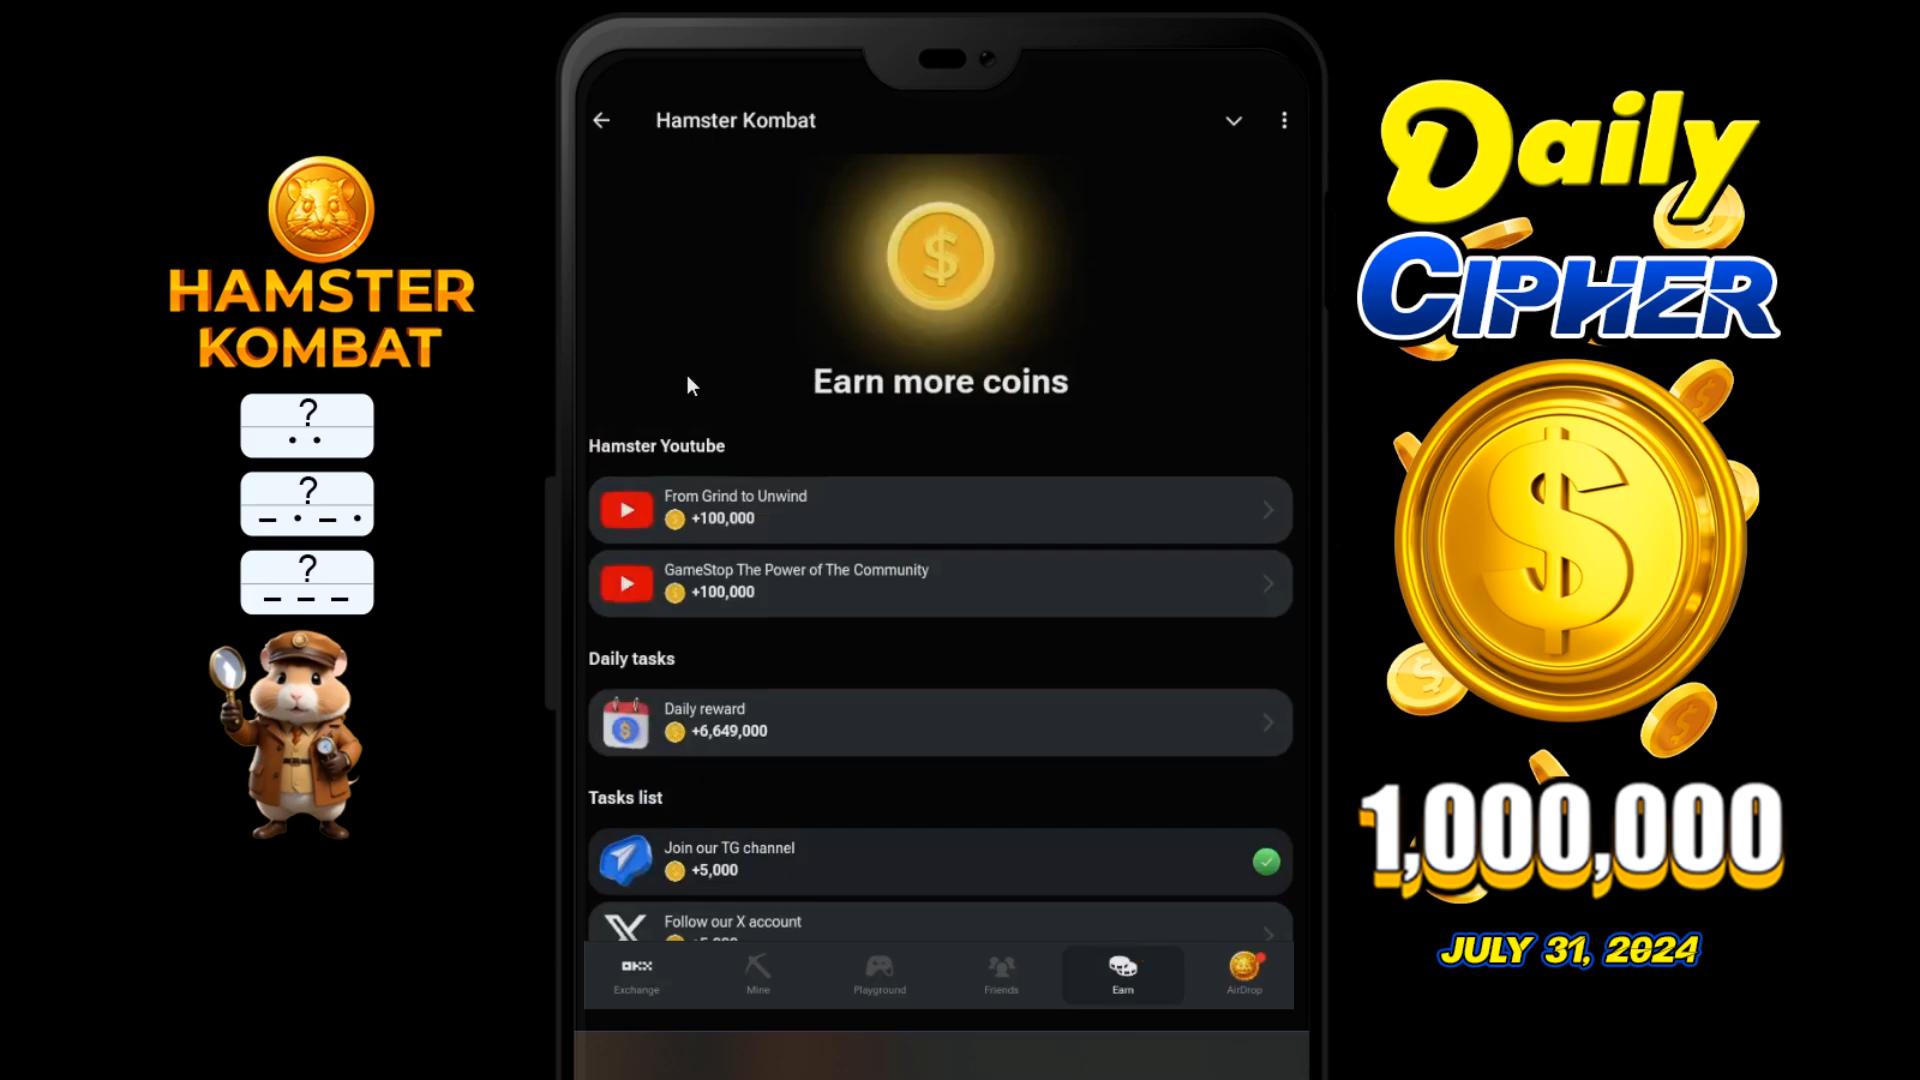 HAMSTER
KOMBAT
?
• •
?
– • – •
?
– – –
Hamster Kombat
$
Earn more coins
Hamster Youtube
From Grind to Unwind
+100,000
GameStop The Power of The Community
+100,000
Daily tasks
Daily reward
+6,649,000
Tasks list
Join our TG channel
+5,000
Follow our X account
OKX
Exchange
Mine
Playground
Friends
Earn
AirDrop
Daily
CIPHER
$
1,000,000
JULY 31, 2024